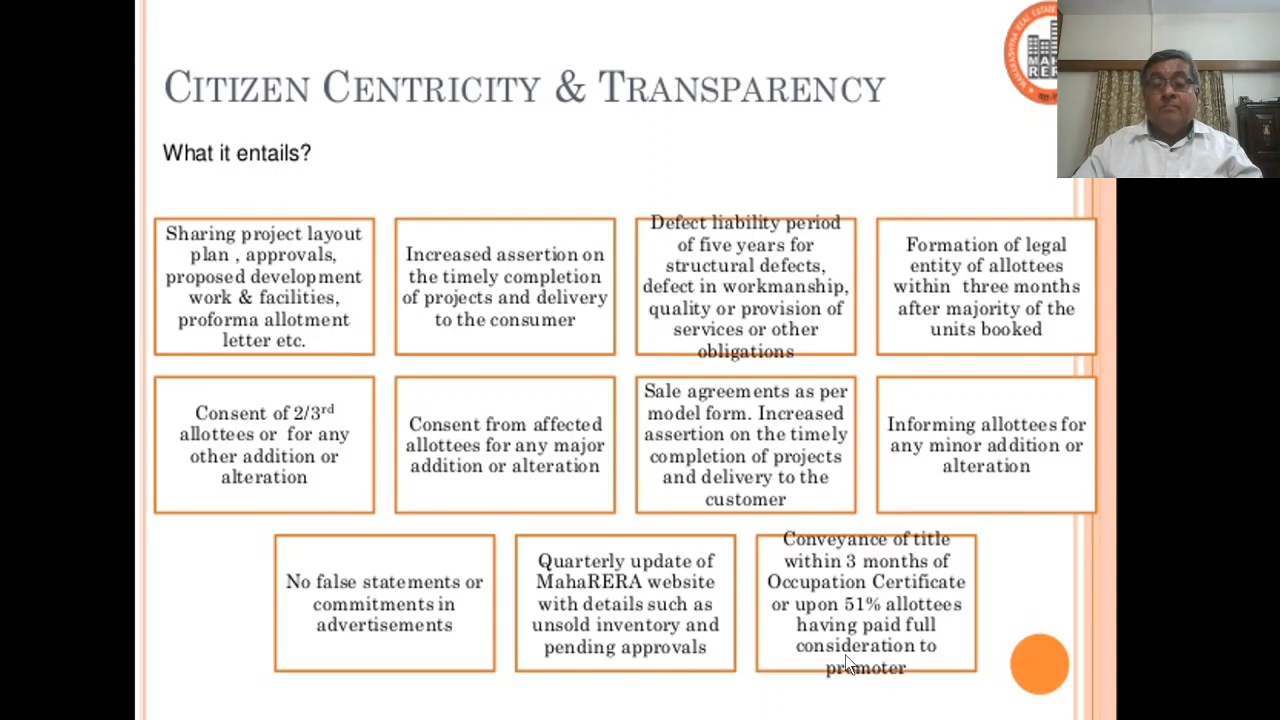 CITIZEN CENTRICITY & TRANSPARENCY
What it entails?
Sharing project layout
plan , approvals,
proposed development
work & facilities,
proforma allotment
letter etc.
Increased assertion on
the timely completion
of projects and delivery
to the consumer
Defect liability period
of five years for
structural defects,
defect in workmanship,
quality or provision of
services or other
obligations
Formation of legal
entity of allottees
within three months
after majority of the
units booked
Consent of 2/3rd
allottees or for any
other addition or
alteration
Consent from affected
allottees for any major
addition or alteration
Sale agreements as per
model form. Increased
assertion on the timely
completion of projects
and delivery to the
customer
Informing allottees for
any minor addition or
alteration
No false statements or
commitments in
advertisements
Quarterly update of
MahaRERA website
with details such as
unsold inventory and
pending approvals
Conveyance of title
within 3 months of
Occupation Certificate
or upon 51% allottees
having paid full
consideration to
promoter